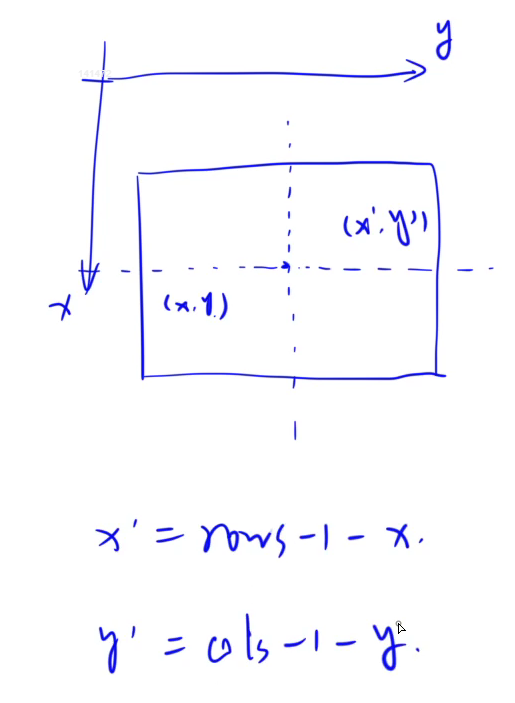 y
(x', y')
x
(x, y)
x' = rows - 1 - x.
y' = cols - 1 - y.